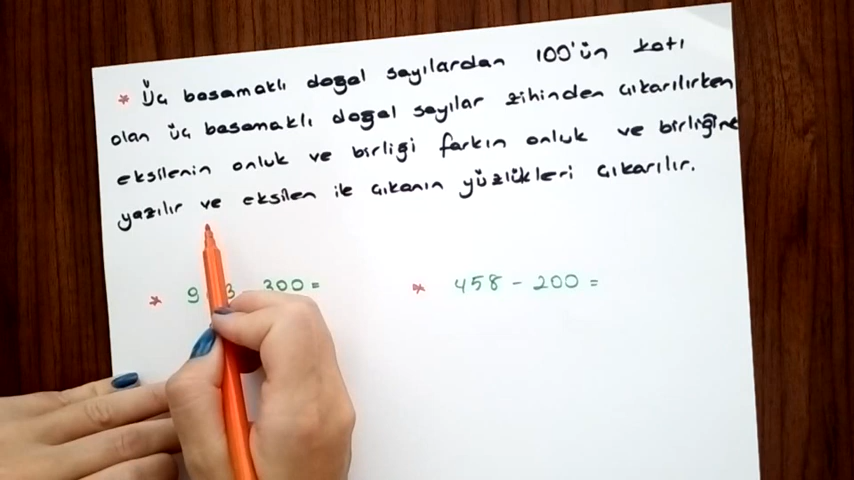 * Üç basamaklı doğal sayılardan 100'ün katı
olan üç basamaklı doğal sayılar zihinden çıkarılırken
eksilenin onluk ve birliği farkın onluk ve birliğine
yazılır ve eksilen ile çıkanın yüzlükleri çıkarılır.
* 300=
* 458 - 200 =